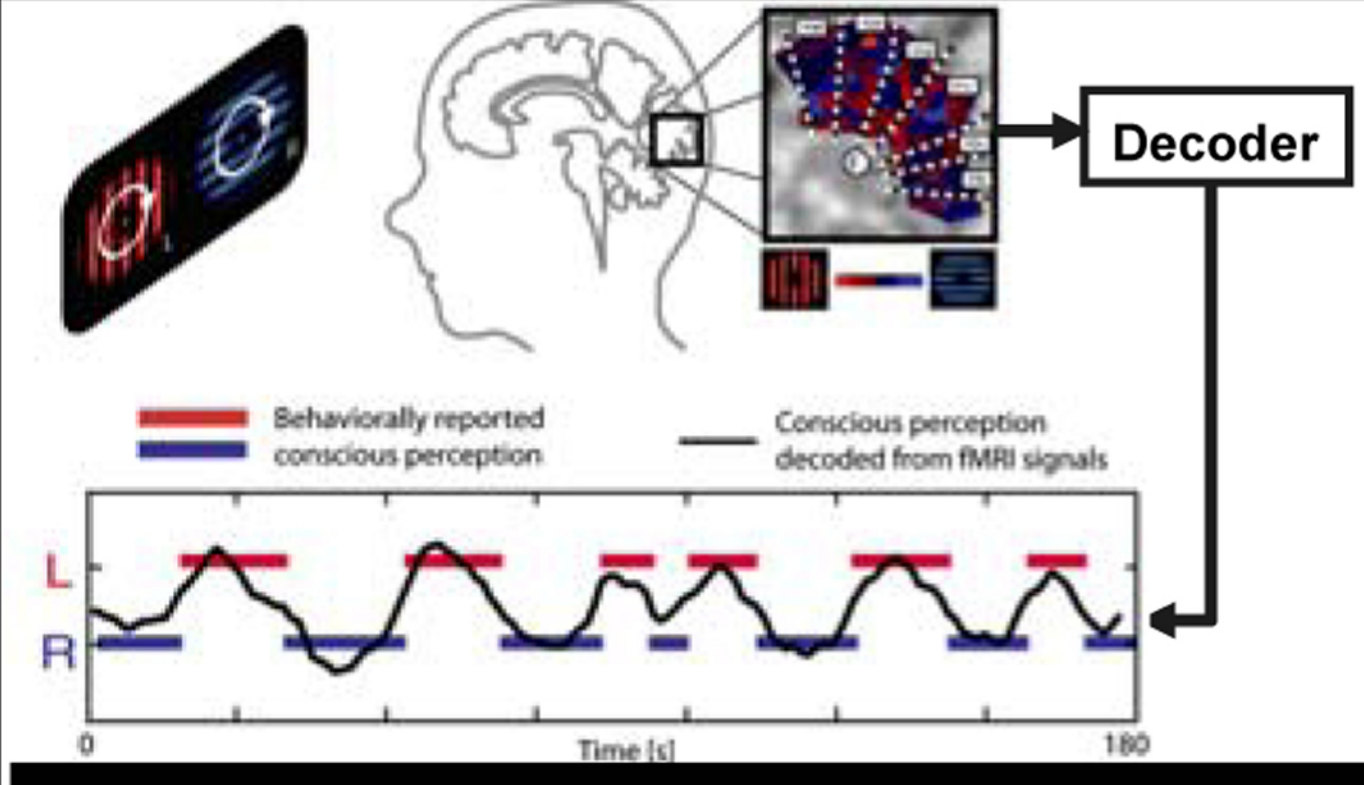 Decoder
Behaviorally reported
conscious perception
Conscious perception
decoded from fMRI signals
L
R
0
Time [s]
180